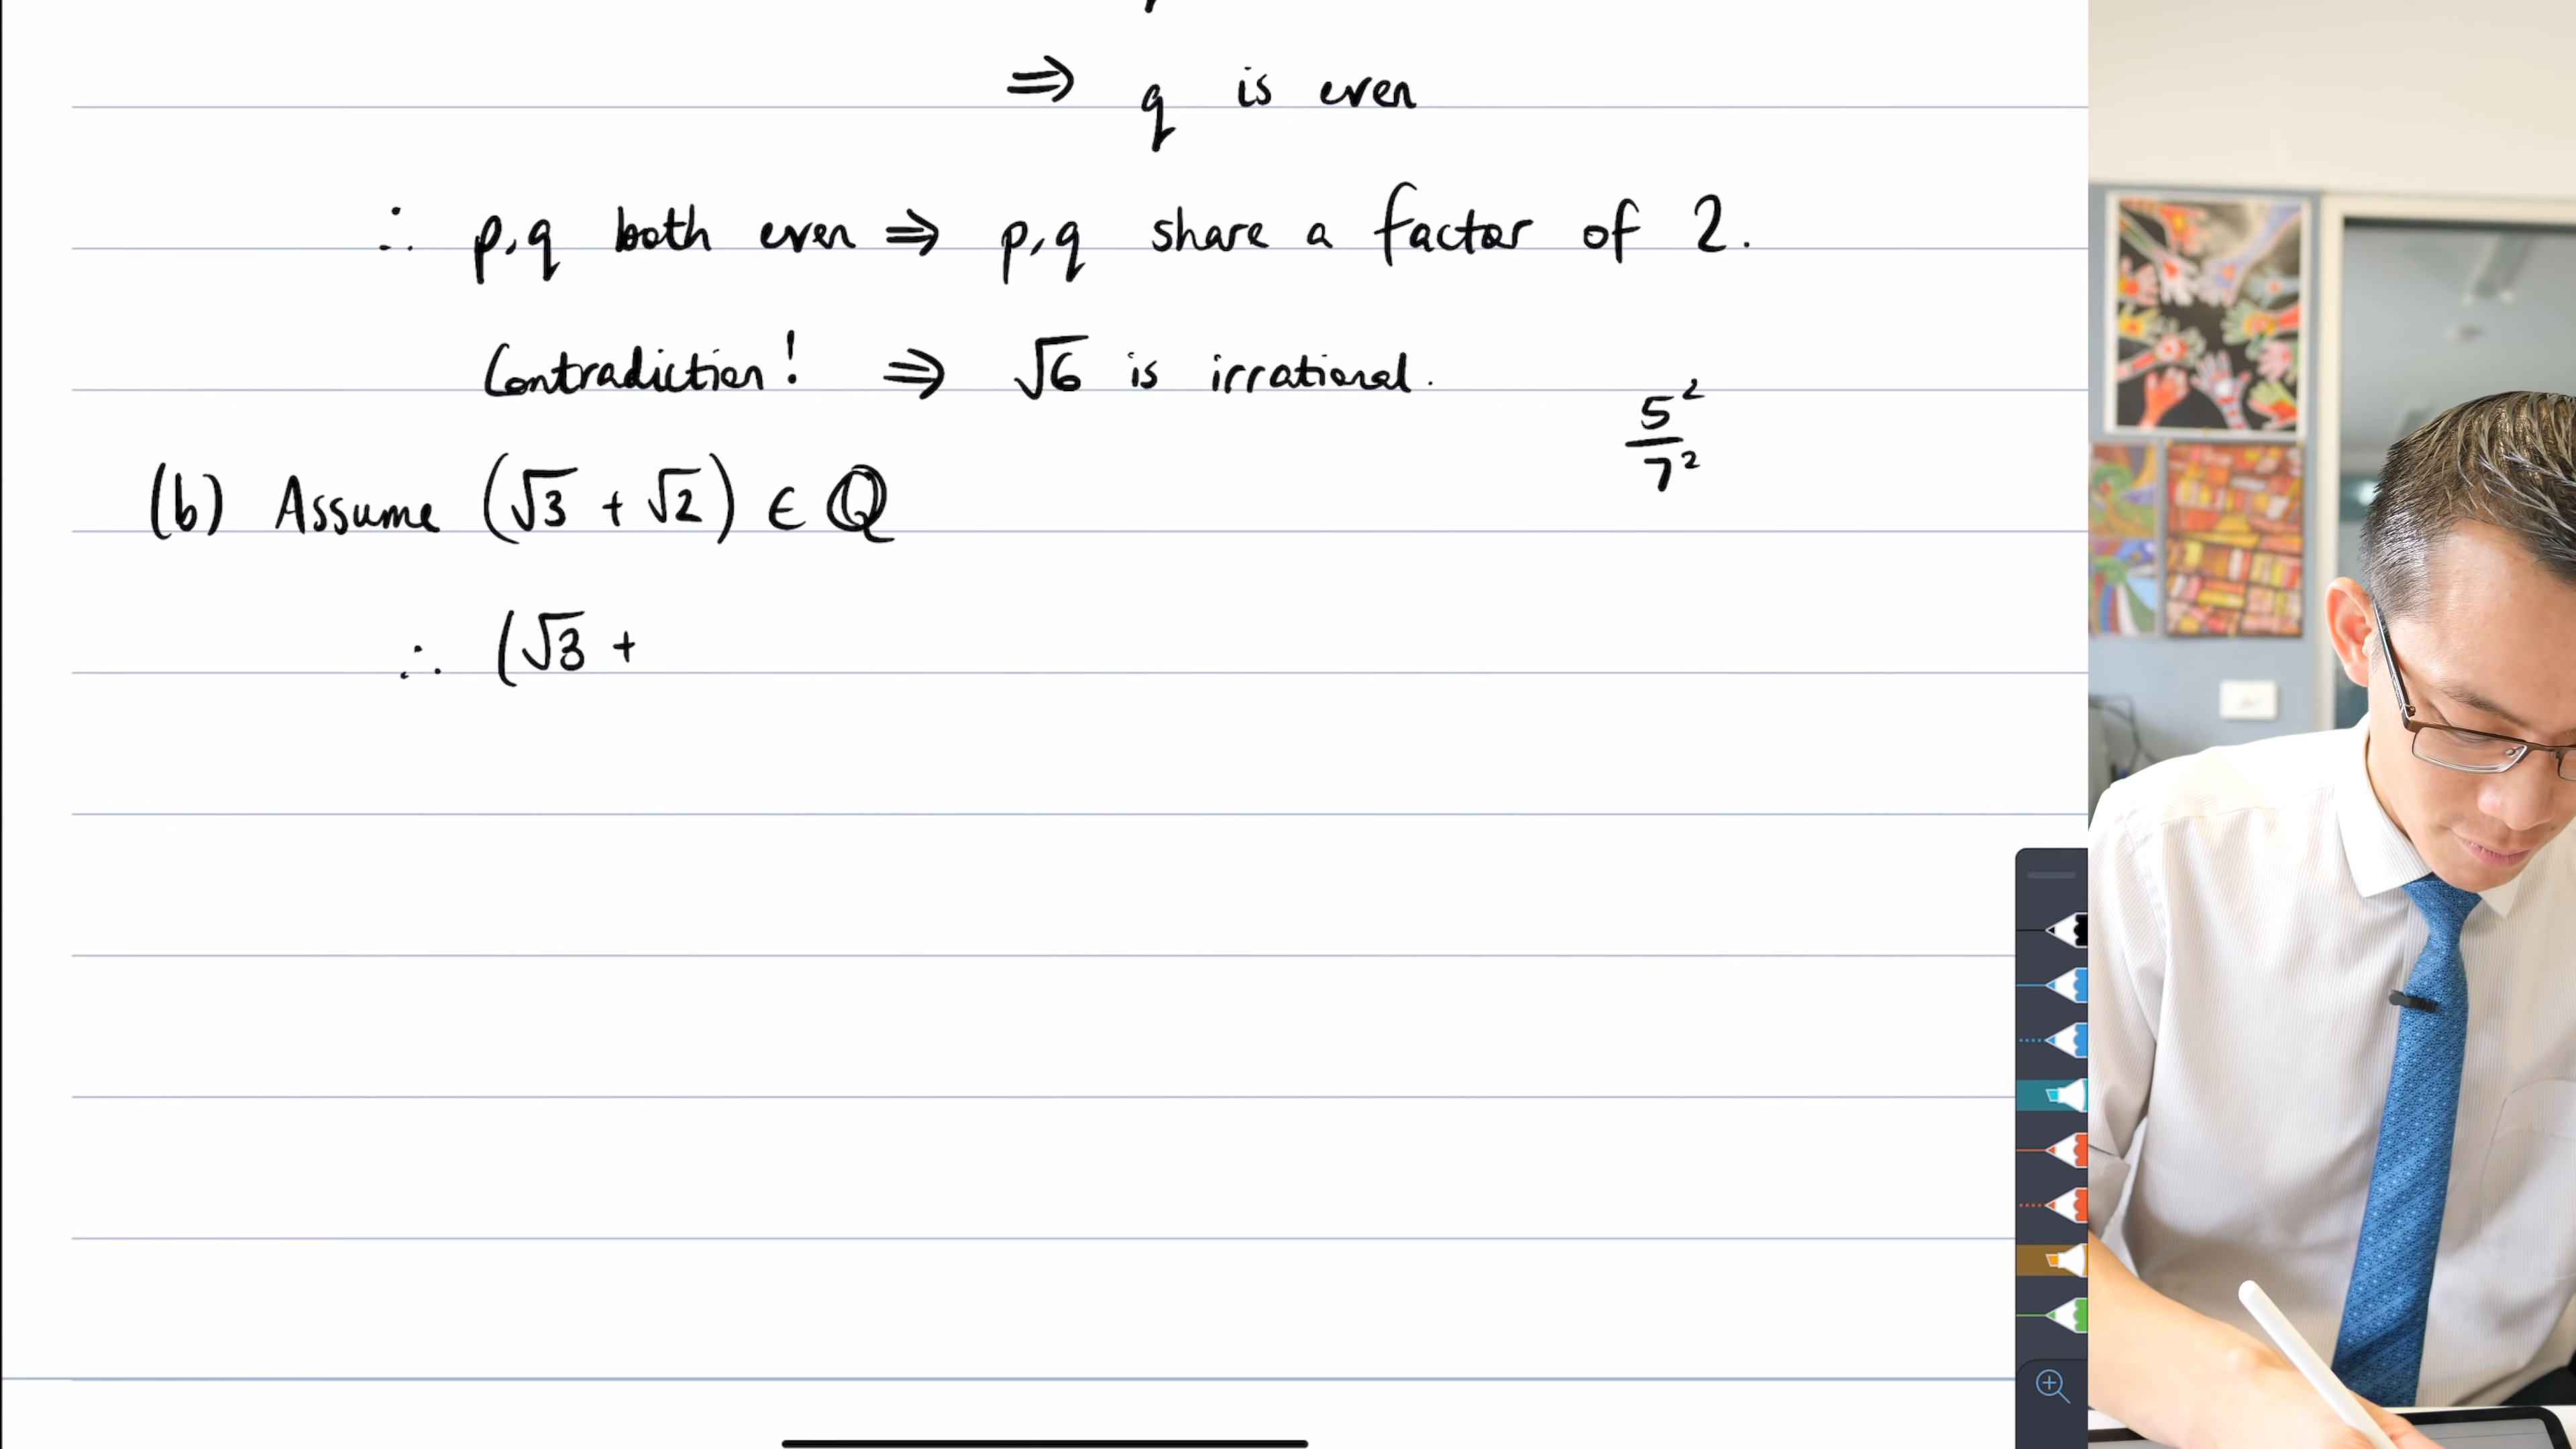 ⇒ q is even
∴ p,q both even ⇒ p,q share a factor of 2.
Contradiction! ⇒ √6 is irrational.
5²
7²
(b) Assume (√3 + √2) ∈ ℚ
∴ (√3 +